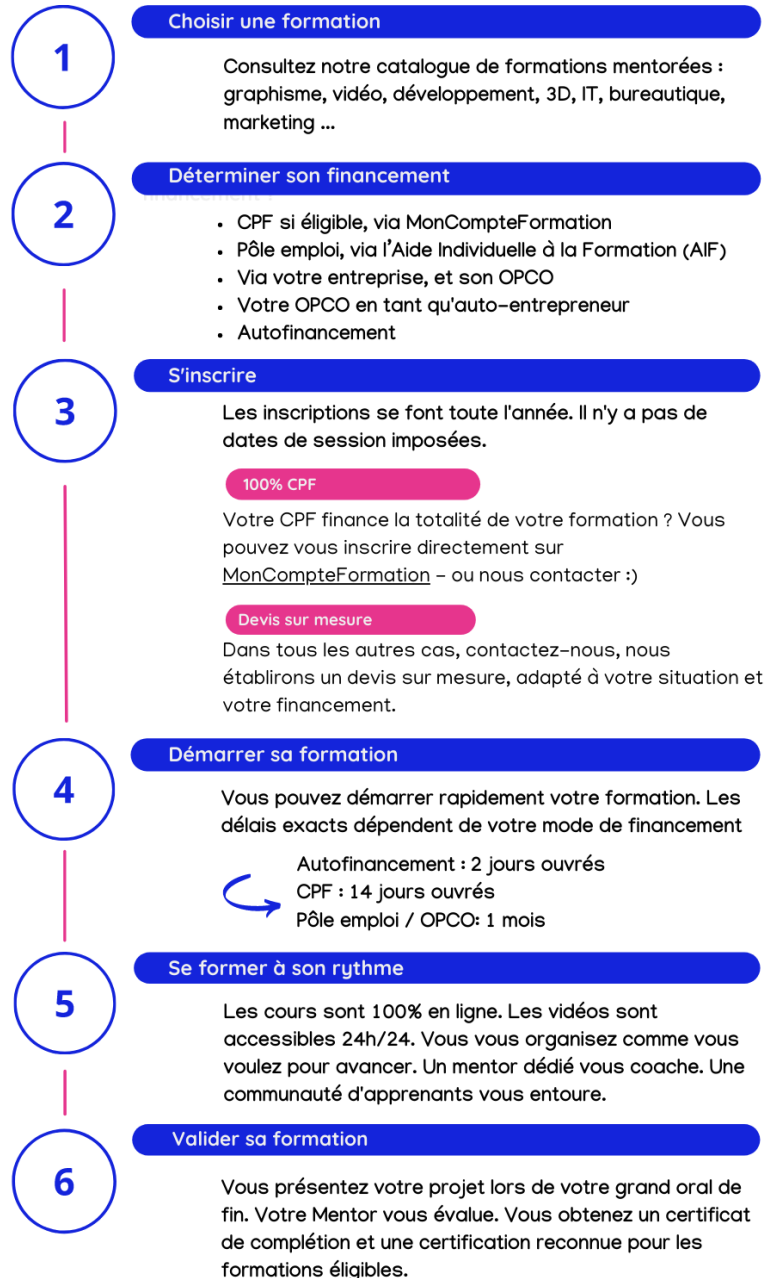 1
Choisir une formation
Consultez notre catalogue de formations mentorées :
graphisme, vidéo, développement, 3D, IT, bureautique,
marketing ...
2
Déterminer son financement
financement ?
• CPF si éligible, via MonCompteFormation
• Pôle emploi, via l’Aide Individuelle à la Formation (AIF)
• Via votre entreprise, et son OPCO
• Votre OPCO en tant qu'auto-entrepreneur
• Autofinancement
3
S'inscrire
Les inscriptions se font toute l'année. Il n'y a pas de
dates de session imposées.
100% CPF
Votre CPF finance la totalité de votre formation ? Vous
pouvez vous inscrire directement sur
MonCompteFormation - ou nous contacter :)
Devis sur mesure
Dans tous les autres cas, contactez-nous, nous
établirons un devis sur mesure, adapté à votre situation et
votre financement.
4
Démarrer sa formation
Vous pouvez démarrer rapidement votre formation. Les
délais exacts dépendent de votre mode de financement
Autofinancement : 2 jours ouvrés
CPF : 14 jours ouvrés
Pôle emploi / OPCO: 1 mois
5
Se former à son rythme
Les cours sont 100% en ligne. Les vidéos sont
accessibles 24h/24. Vous vous organisez comme vous
voulez pour avancer. Un mentor dédié vous coache. Une
communauté d'apprenants vous entoure.
6
Valider sa formation
Vous présentez votre projet lors de votre grand oral de
fin. Votre Mentor vous évalue. Vous obtenez un certificat
de complétion et une certification reconnue pour les
formations éligibles.